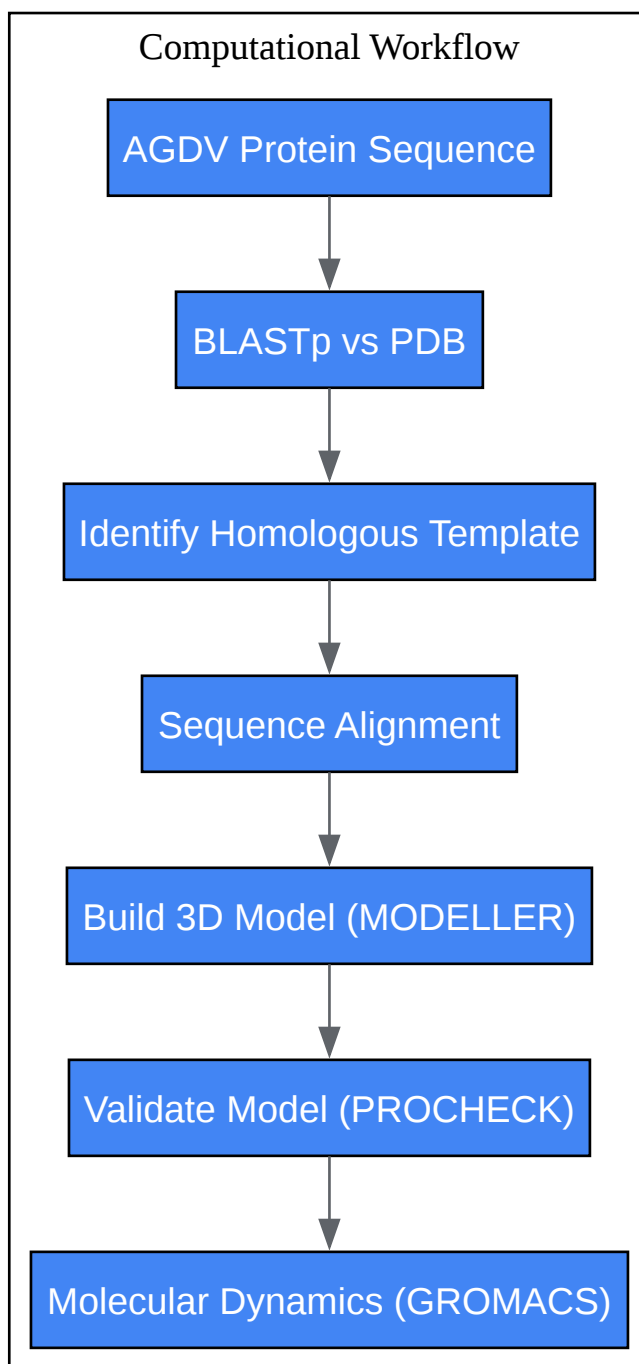 Computational Workflow
AGDV Protein Sequence
BLASTp vs PDB
Identify Homologous Template
Sequence Alignment
Build 3D Model (MODELLER)
Validate Model (PROCHECK)
Molecular Dynamics (GROMACS)